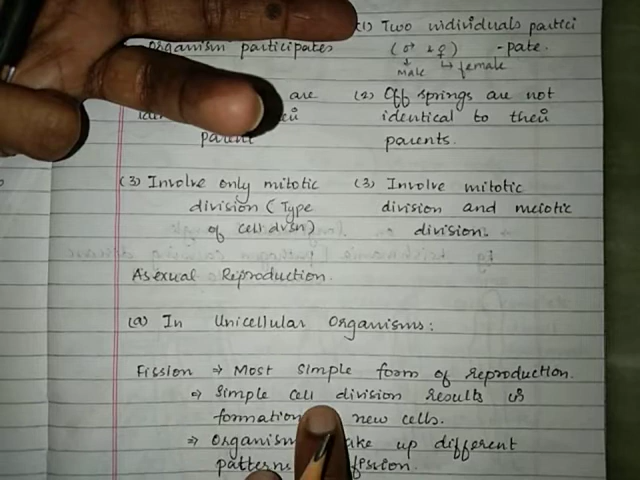 (1) Two individuals partici
organism participates (♂ & ♀) -pate.
male female
are (2) Off springs are not
identical to their
parent parents.
(3) Involve only mitotic (3) Involve mitotic
division (Type division and meiotic
of cell dvsn) division.
Asexual Reproduction.
(a) In Unicellular Organisms:
Fission ⇒ Most Simple form of reproduction.
⇒ Simple cell division results in
formation new cells.
⇒ Organism take up different
pattern fission.